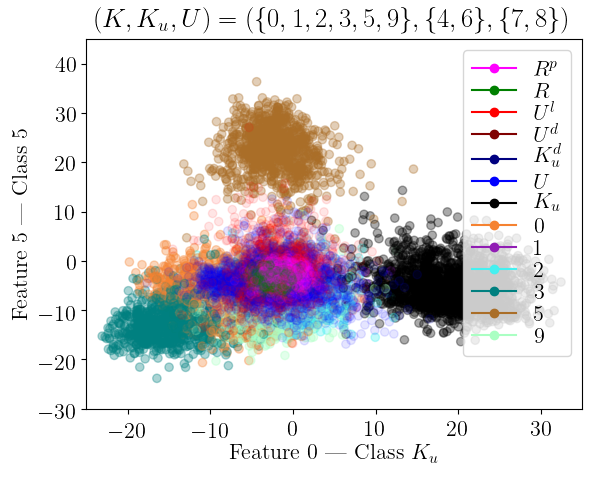 (K, K_u, U) = ({0, 1, 2, 3, 5, 9}, {4, 6}, {7, 8})
Feature 5 — Class 5
40
30
20
10
0
−10
−20
−30
−20
−10
0
10
20
30
Feature 0 — Class K_u
R^p
R
U^l
U^d
K_u^d
U
K_u
0
1
2
3
5
9